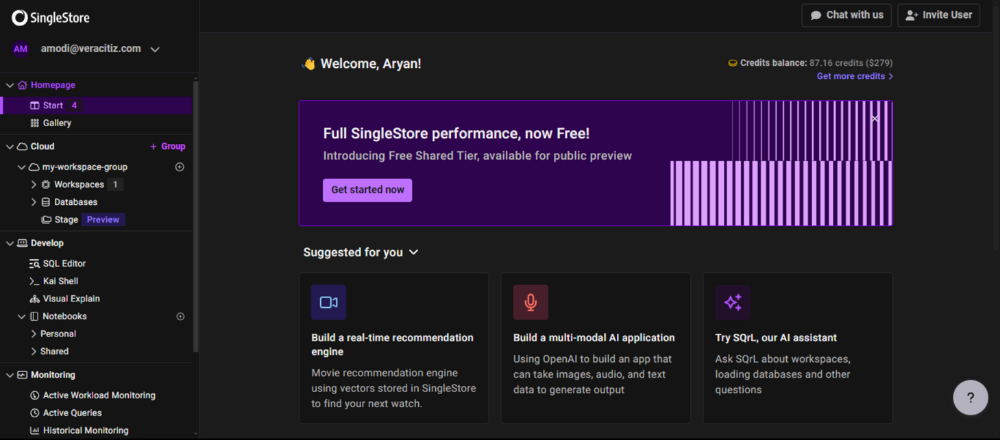 SingleStore
AM amodi@veracitiz.com
Homepage
Start 4
Gallery
Cloud + Group
my-workspace-group
Workspaces 1
Databases
Stage Preview
Develop
SQL Editor
Kai Shell
Visual Explain
Notebooks
Personal
Shared
Monitoring
Active Workload Monitoring
Active Queries
Historical Monitoring
Chat with us Invite User
👋 Welcome, Aryan!
Credits balance: 87.16 credits ($279)
Get more credits >
Full SingleStore performance, now Free!
Introducing Free Shared Tier, available for public preview
Get started now
Suggested for you
Build a real-time recommendation
engine
Movie recommendation engine
using vectors stored in SingleStore
to find your next watch.
Build a multi-modal AI application
Using OpenAI to build an app that
can take images, audio, and text
data to generate output
Try SQrL, our AI assistant
Ask SQrL about workspaces,
loading databases and other
questions
?